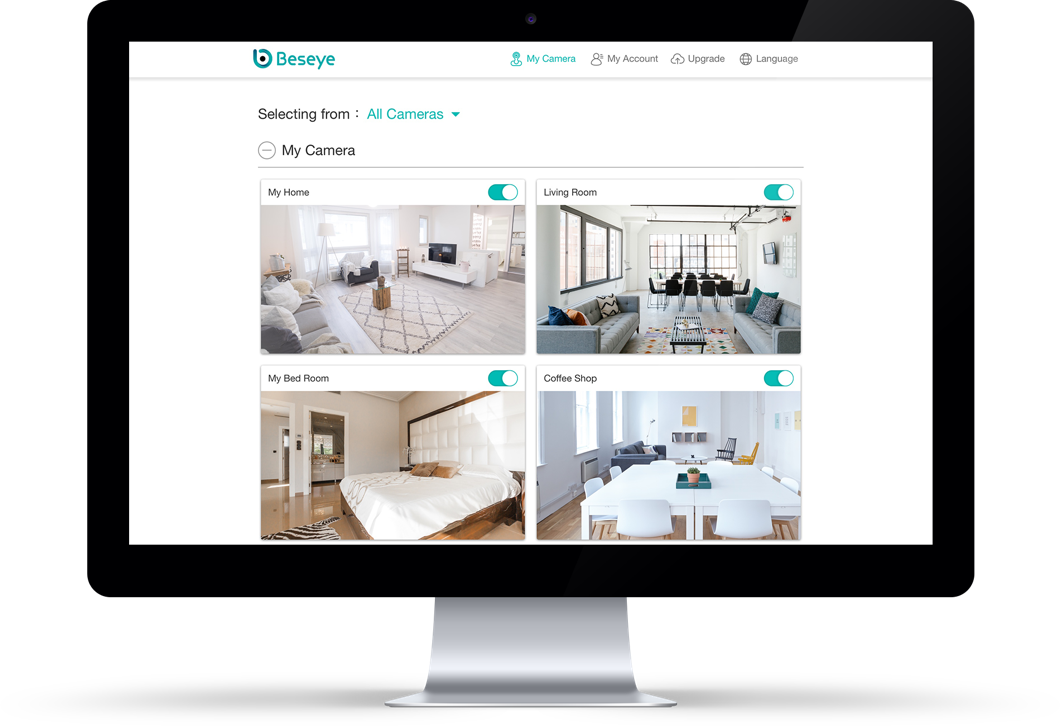 Beseye
My Camera
My Account
Upgrade
Language
Selecting from : All Cameras
My Camera
My Home
Living Room
My Bed Room
Coffee Shop